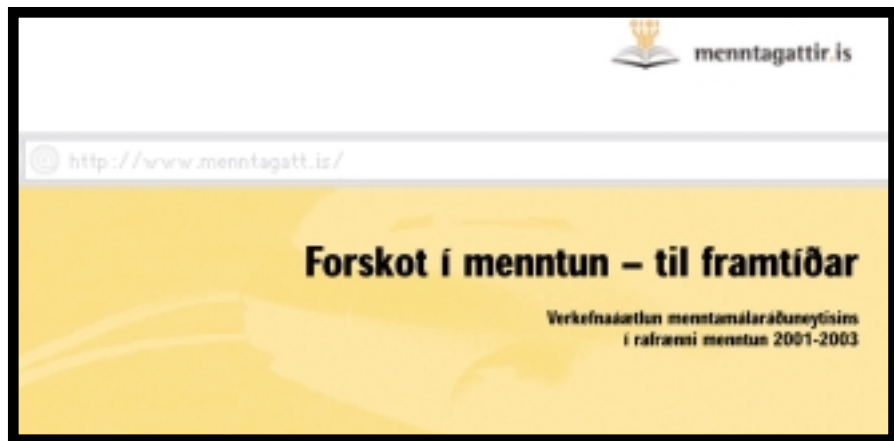 menntagattir.is
@ http://www.menntagatt.is/
Forskot í menntun – til framtíðar
Verkefnaáætlun menntamálaráðuneytisins
í rafrænni menntun 2001-2003